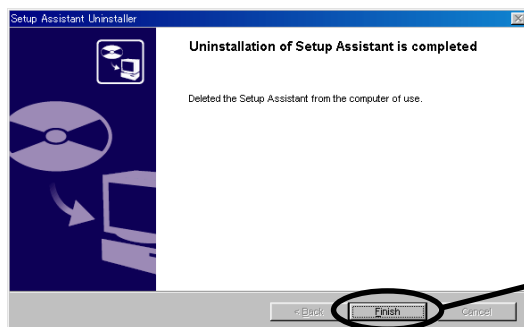 Setup Assistant Uninstaller
Uninstallation of Setup Assistant is completed
Deleted the Setup Assistant from the computer of use.
< Back Finish Cancel